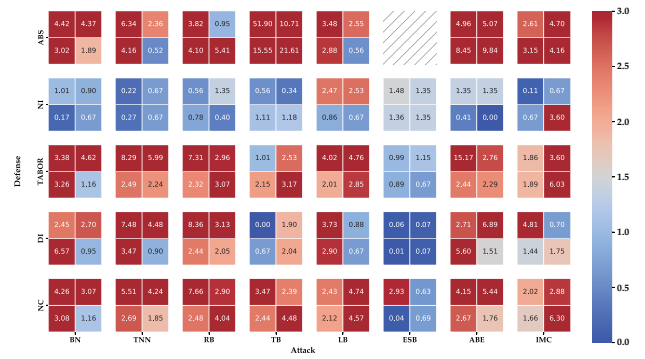 4.42 4.37 6.34 2.36 3.82 0.95 51.90 10.71 3.48 2.55 4.96 5.07 2.61 4.70 3.0
ABS
3.02 1.89 4.16 0.52 4.10 5.41 15.55 21.61 2.88 0.56 8.45 9.84 3.15 4.16
2.5
1.01 0.90 0.22 0.67 0.56 1.35 0.56 0.34 2.47 2.53 1.48 1.35 1.35 1.35 0.11 0.67
NI
0.17 0.67 0.27 0.67 0.78 0.40 1.11 1.18 0.86 0.67 1.36 1.35 0.41 0.00 0.67 3.60
2.0
Defense
3.38 4.62 8.29 5.99 7.31 2.96 1.01 2.53 4.02 4.76 0.99 1.15 15.17 2.76 1.86 3.60
TABOR
1.5
3.26 1.16 2.49 2.24 2.32 3.07 2.15 3.17 2.01 2.85 0.89 0.67 2.44 2.29 1.89 6.03
1.0
2.45 2.70 7.48 4.48 8.36 3.13 0.00 1.90 3.73 0.88 0.06 0.07 2.71 6.89 4.81 0.70
DI
6.57 0.95 3.47 0.90 2.44 2.05 0.67 2.04 2.90 0.67 0.01 0.07 5.60 1.51 1.44 1.75
0.5
4.26 3.07 5.51 4.24 7.66 2.90 3.47 2.39 2.43 4.74 2.93 0.63 4.15 5.44 2.02 2.88
NC
3.08 1.16 2.69 1.85 2.48 4.04 2.44 4.48 2.12 4.57 0.04 0.69 2.67 1.76 1.66 6.30
0.0
BN TNN RB TB LB ESB ABE IMC
Attack